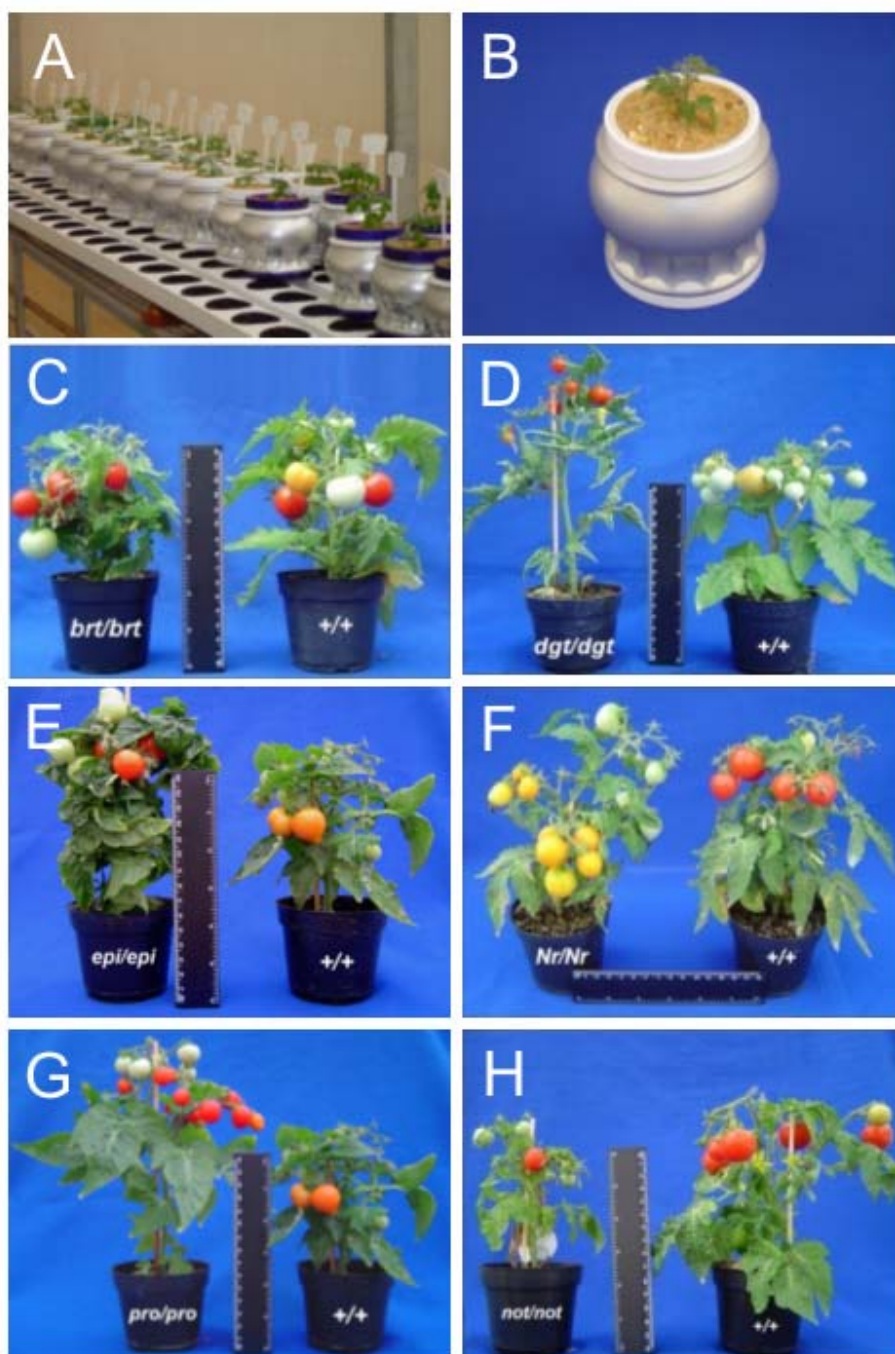 A
B
C
brt/brt
+/+
D
dgt/dgt
+/+
E
epi/epi
+/+
F
Nr/Nr
+/+
G
pro/pro
+/+
H
not/not
+/+